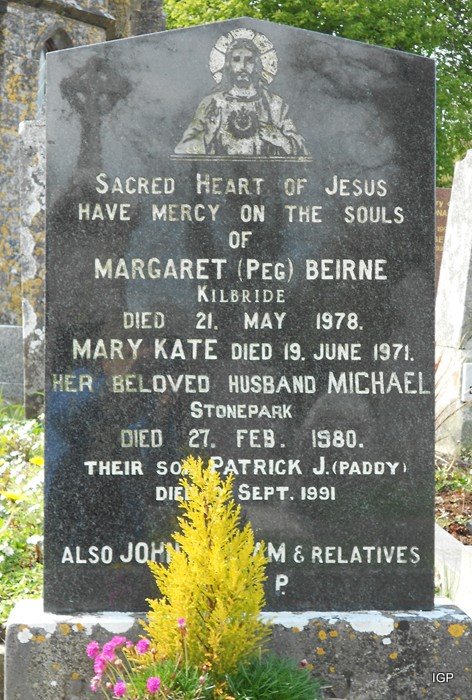 SACRED HEART OF JESUS
HAVE MERCY ON THE SOULS
OF
MARGARET (PEG) BEIRNE
KILBRIDE
DIED 21. MAY 1978.
MARY KATE DIED 19. JUNE 1971.
HER BELOVED HUSBAND MICHAEL
STONEPARK
DIED 27. FEB. 1980.
THEIR SON PATRICK J. (PADDY)
DIED SEPT. 1991
ALSO & RELATIVES
P.
IGP